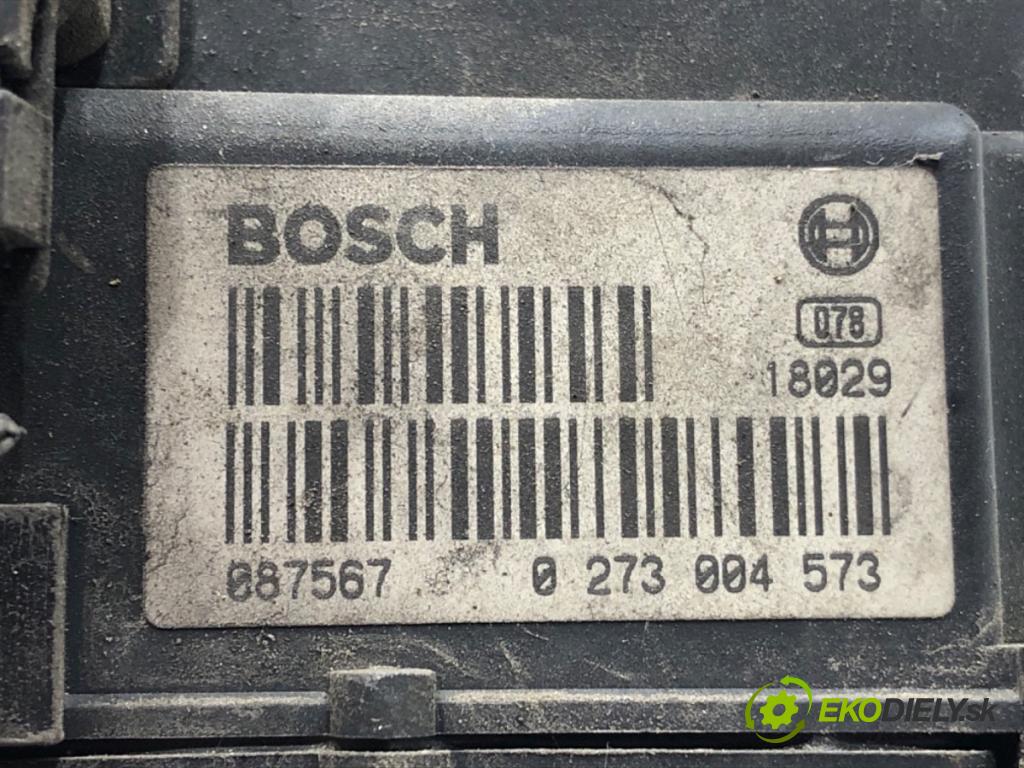 BOSCH
078
18029
087567 0 273 004 573
EKODIELY.sk